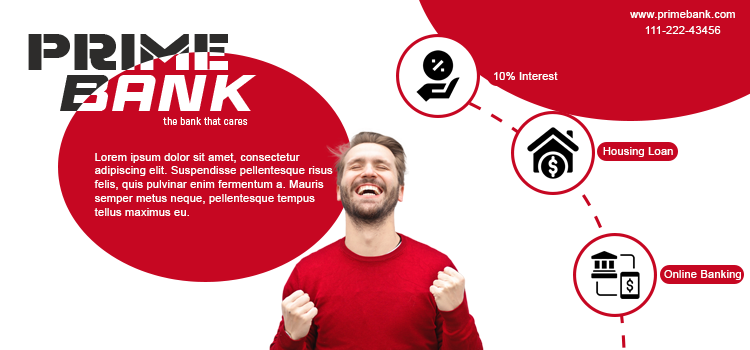 www.primebank.com
111-222-43456
PRIME
BANK
the bank that cares
10% Interest
Housing Loan
Online Banking
Lorem ipsum dolor sit amet, consectetur
adipiscing elit. Suspendisse pellentesque risus
felis, quis pulvinar enim fermentum a. Mauris
semper metus neque, pellentesque tempus
tellus maximus eu.